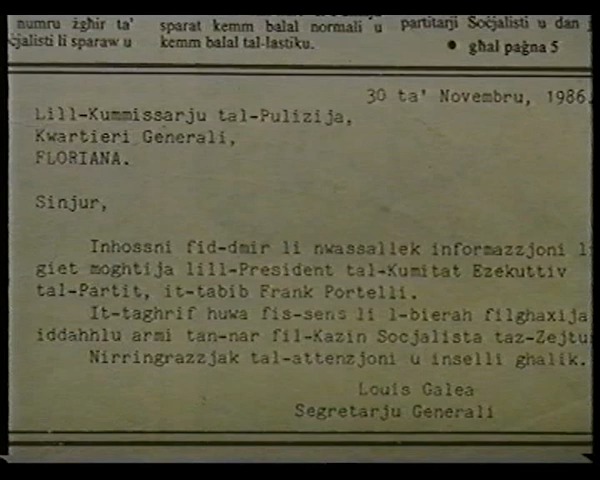 numru żgħir ta'
cjalisti li sparaw u
sparat kemm balal normali u
kemm balal tal-lastiku.
partitarji Soċjalisti u dan
• għal paġna 5
30 ta' Novembru, 1986.
Lill-Kummissarju tal-Pulizija,
Kwartieri Generali,
FLORIANA.
Sinjur,
Inhossni fid-dmir li nwassallek informazzjoni li
giet moghtija lill-President tal-Kumitat Ezekuttiv
tal-Partit, it-tabib Frank Portelli.
It-taghrif huwa fis-sens li l-bierah filghaxija
iddahhlu armi tan-nar fil-Kazin Socjalista taz-Zejtu
Nirringrazzjak tal-attenzjoni u inselli ghalik.
Louis Galea
Segretarju Generali